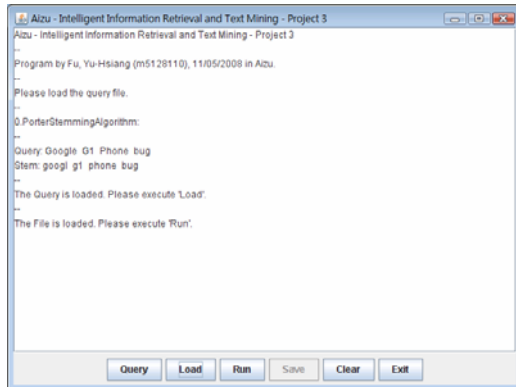 Aizu - Intelligent Information Retrieval and Text Mining - Project 3
Aizu - Intelligent Information Retrieval and Text Mining - Project 3
--
Program by Fu, Yu-Hsiang (m5128110), 11/05/2008 in Aizu.
--
Please load the query file.
--
0.PorterStemmingAlgorithm:
--
Query: Google G1 Phone bug
Stem: googl g1 phone bug
--
The Query is loaded. Please execute 'Load'.
--
The File is loaded. Please execute 'Run'.
Query Load Run Save Clear Exit